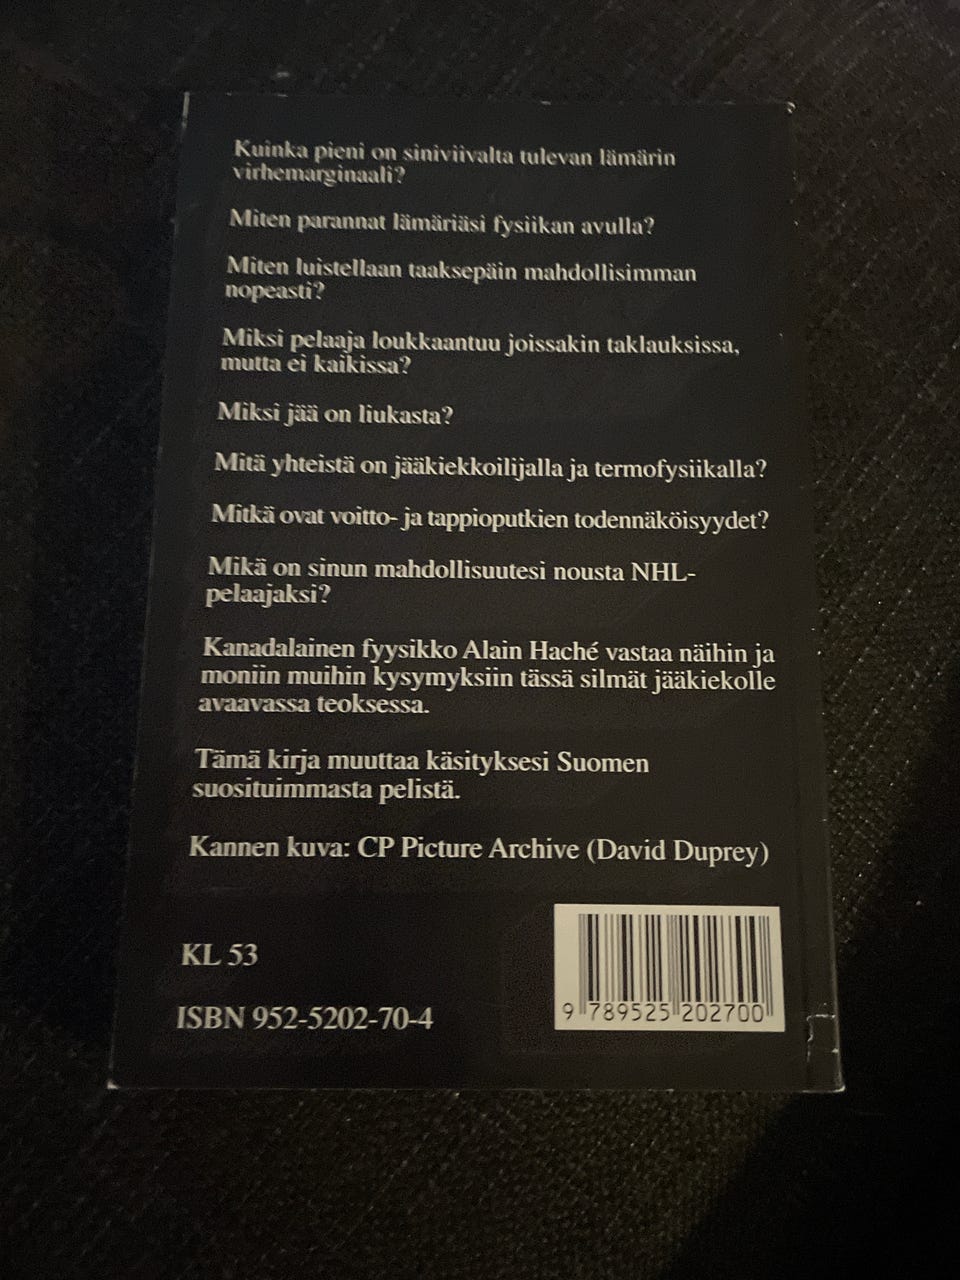 Kuinka pieni on siniviivalta tulevan lämärin
virhemarginaali?
Miten parannat lämäriäsi fysiikan avulla?
Miten luistellaan taaksepäin mahdollisimman
nopeasti?
Miksi pelaaja loukkaantuu joissakin taklauksissa,
mutta ei kaikissa?
Miksi jää on liukasta?
Mitä yhteistä on jääkiekkoilijalla ja termofysiikalla?
Mitkä ovat voitto- ja tappioputkien todennäköisyydet?
Mikä on sinun mahdollisuutesi nousta NHL-
pelaajaksi?
Kanadalainen fyysikko Alain Haché vastaa näihin ja
moniin muihin kysymyksiin tässä silmät jääkiekolle
avaavassa teoksessa.
Tämä kirja muuttaa käsityksesi Suomen
suosituimmasta pelistä.
Kannen kuva: CP Picture Archive (David Duprey)
KL 53
ISBN 952-5202-70-4
9 789525 202700